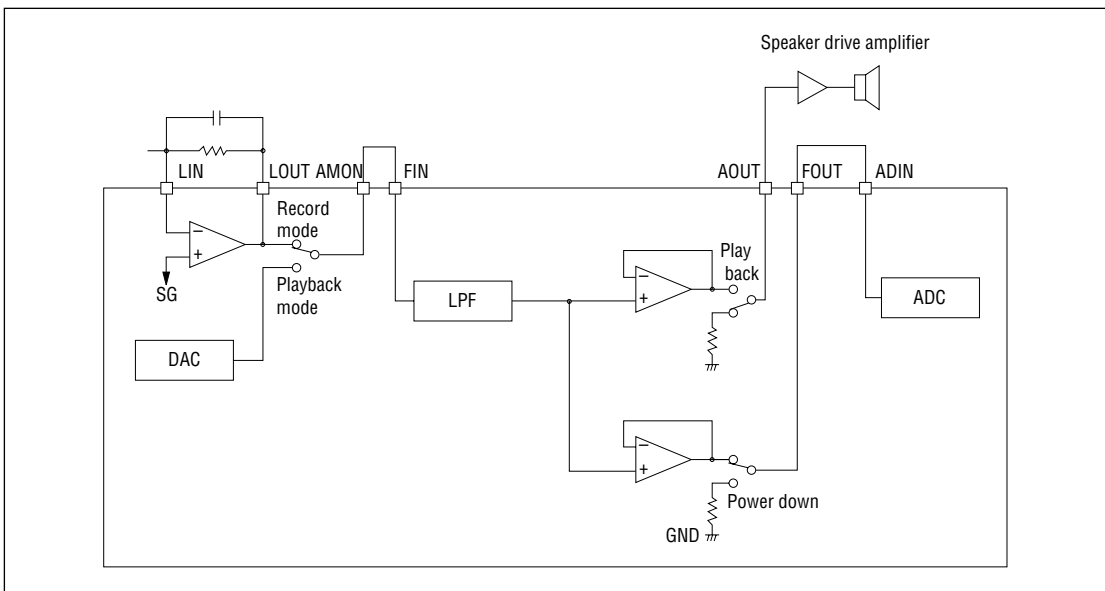 Speaker drive amplifier
LIN
LOUT
AMON
FIN
AOUT
FOUT
ADIN
Record
mode
−
+
SG
Playback
mode
DAC
LPF
−
+
Play
back
ADC
−
+
Power down
GND